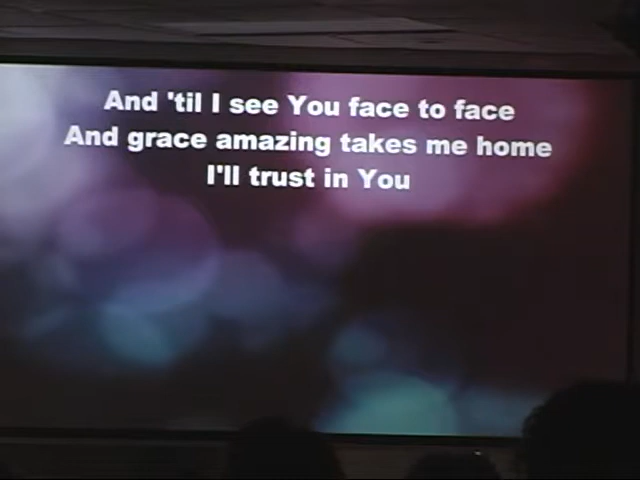 And 'til I see You face to face
And grace amazing takes me home
I'll trust in You